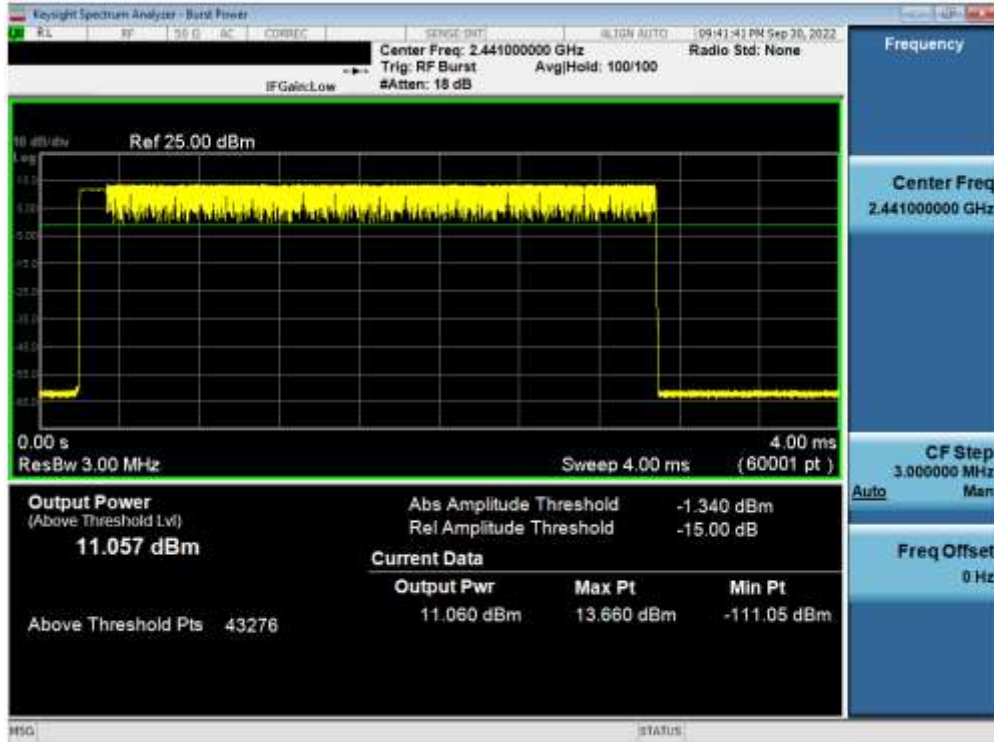 Keysight Spectrum Analyzer - Burst Power
RL RF 50 Ω AC CORREC SENSE:INT ALIGN AUTO 09:41:41 PM Sep 30, 2022
Center Freq: 2.441000000 GHz Radio Std: None
Trig: RF Burst Avg|Hold: 100/100
IFGain:Low #Atten: 18 dB
10 dB/div Ref 25.00 dBm
Log
15.0
5.00
-5.00
0.00 s 4.00 ms
ResBw 3.00 MHz Sweep 4.00 ms (60001 pt)
Output Power
(Above Threshold Lvl)
11.057 dBm
Above Threshold Pts 43276
Abs Amplitude Threshold -1.340 dBm
Rel Amplitude Threshold -15.00 dB
Current Data
Output Pwr Max Pt Min Pt
11.060 dBm 13.660 dBm -111.05 dBm
Frequency
Center Freq
2.441000000 GHz
CF Step
3.000000 MHz
Auto Man
Freq Offset
0 Hz
MSG STATUS